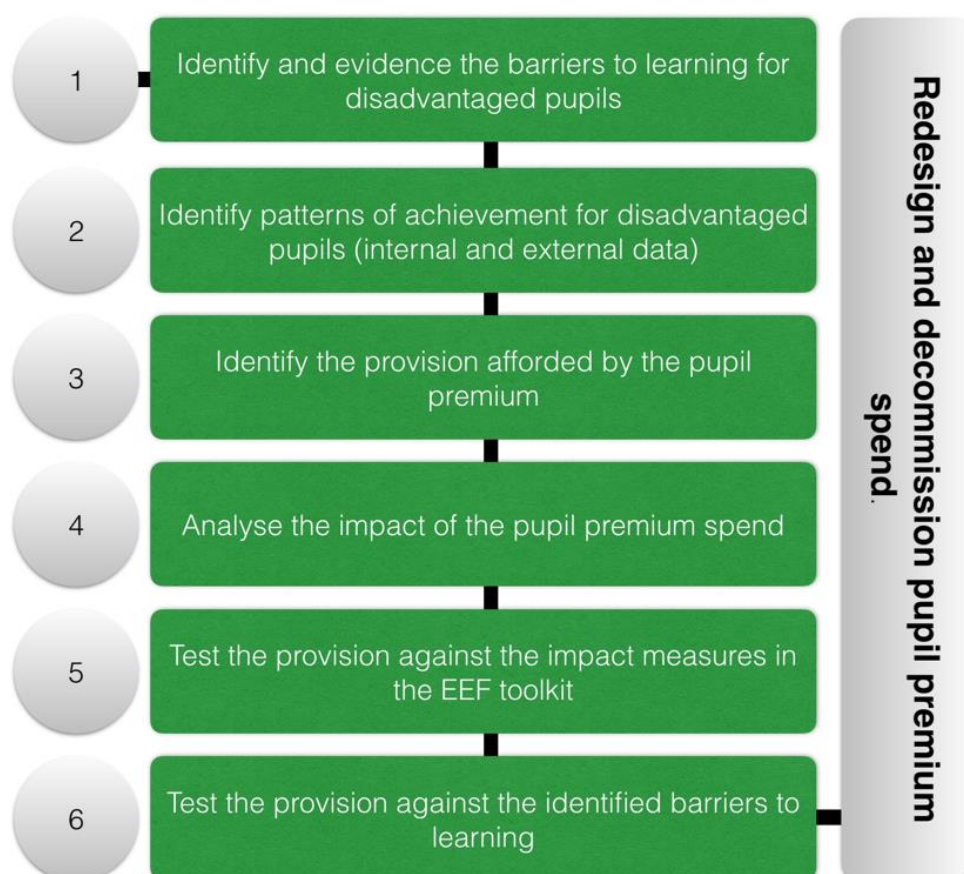 1
Identify and evidence the barriers to learning for
disadvantaged pupils
2
Identify patterns of achievement for disadvantaged
pupils (internal and external data)
3
Identify the provision afforded by the pupil
premium
4
Analyse the impact of the pupil premium spend
5
Test the provision against the impact measures in
the EEF toolkit
6
Test the provision against the identified barriers to
learning
Redesign and decommission pupil premium
spend.